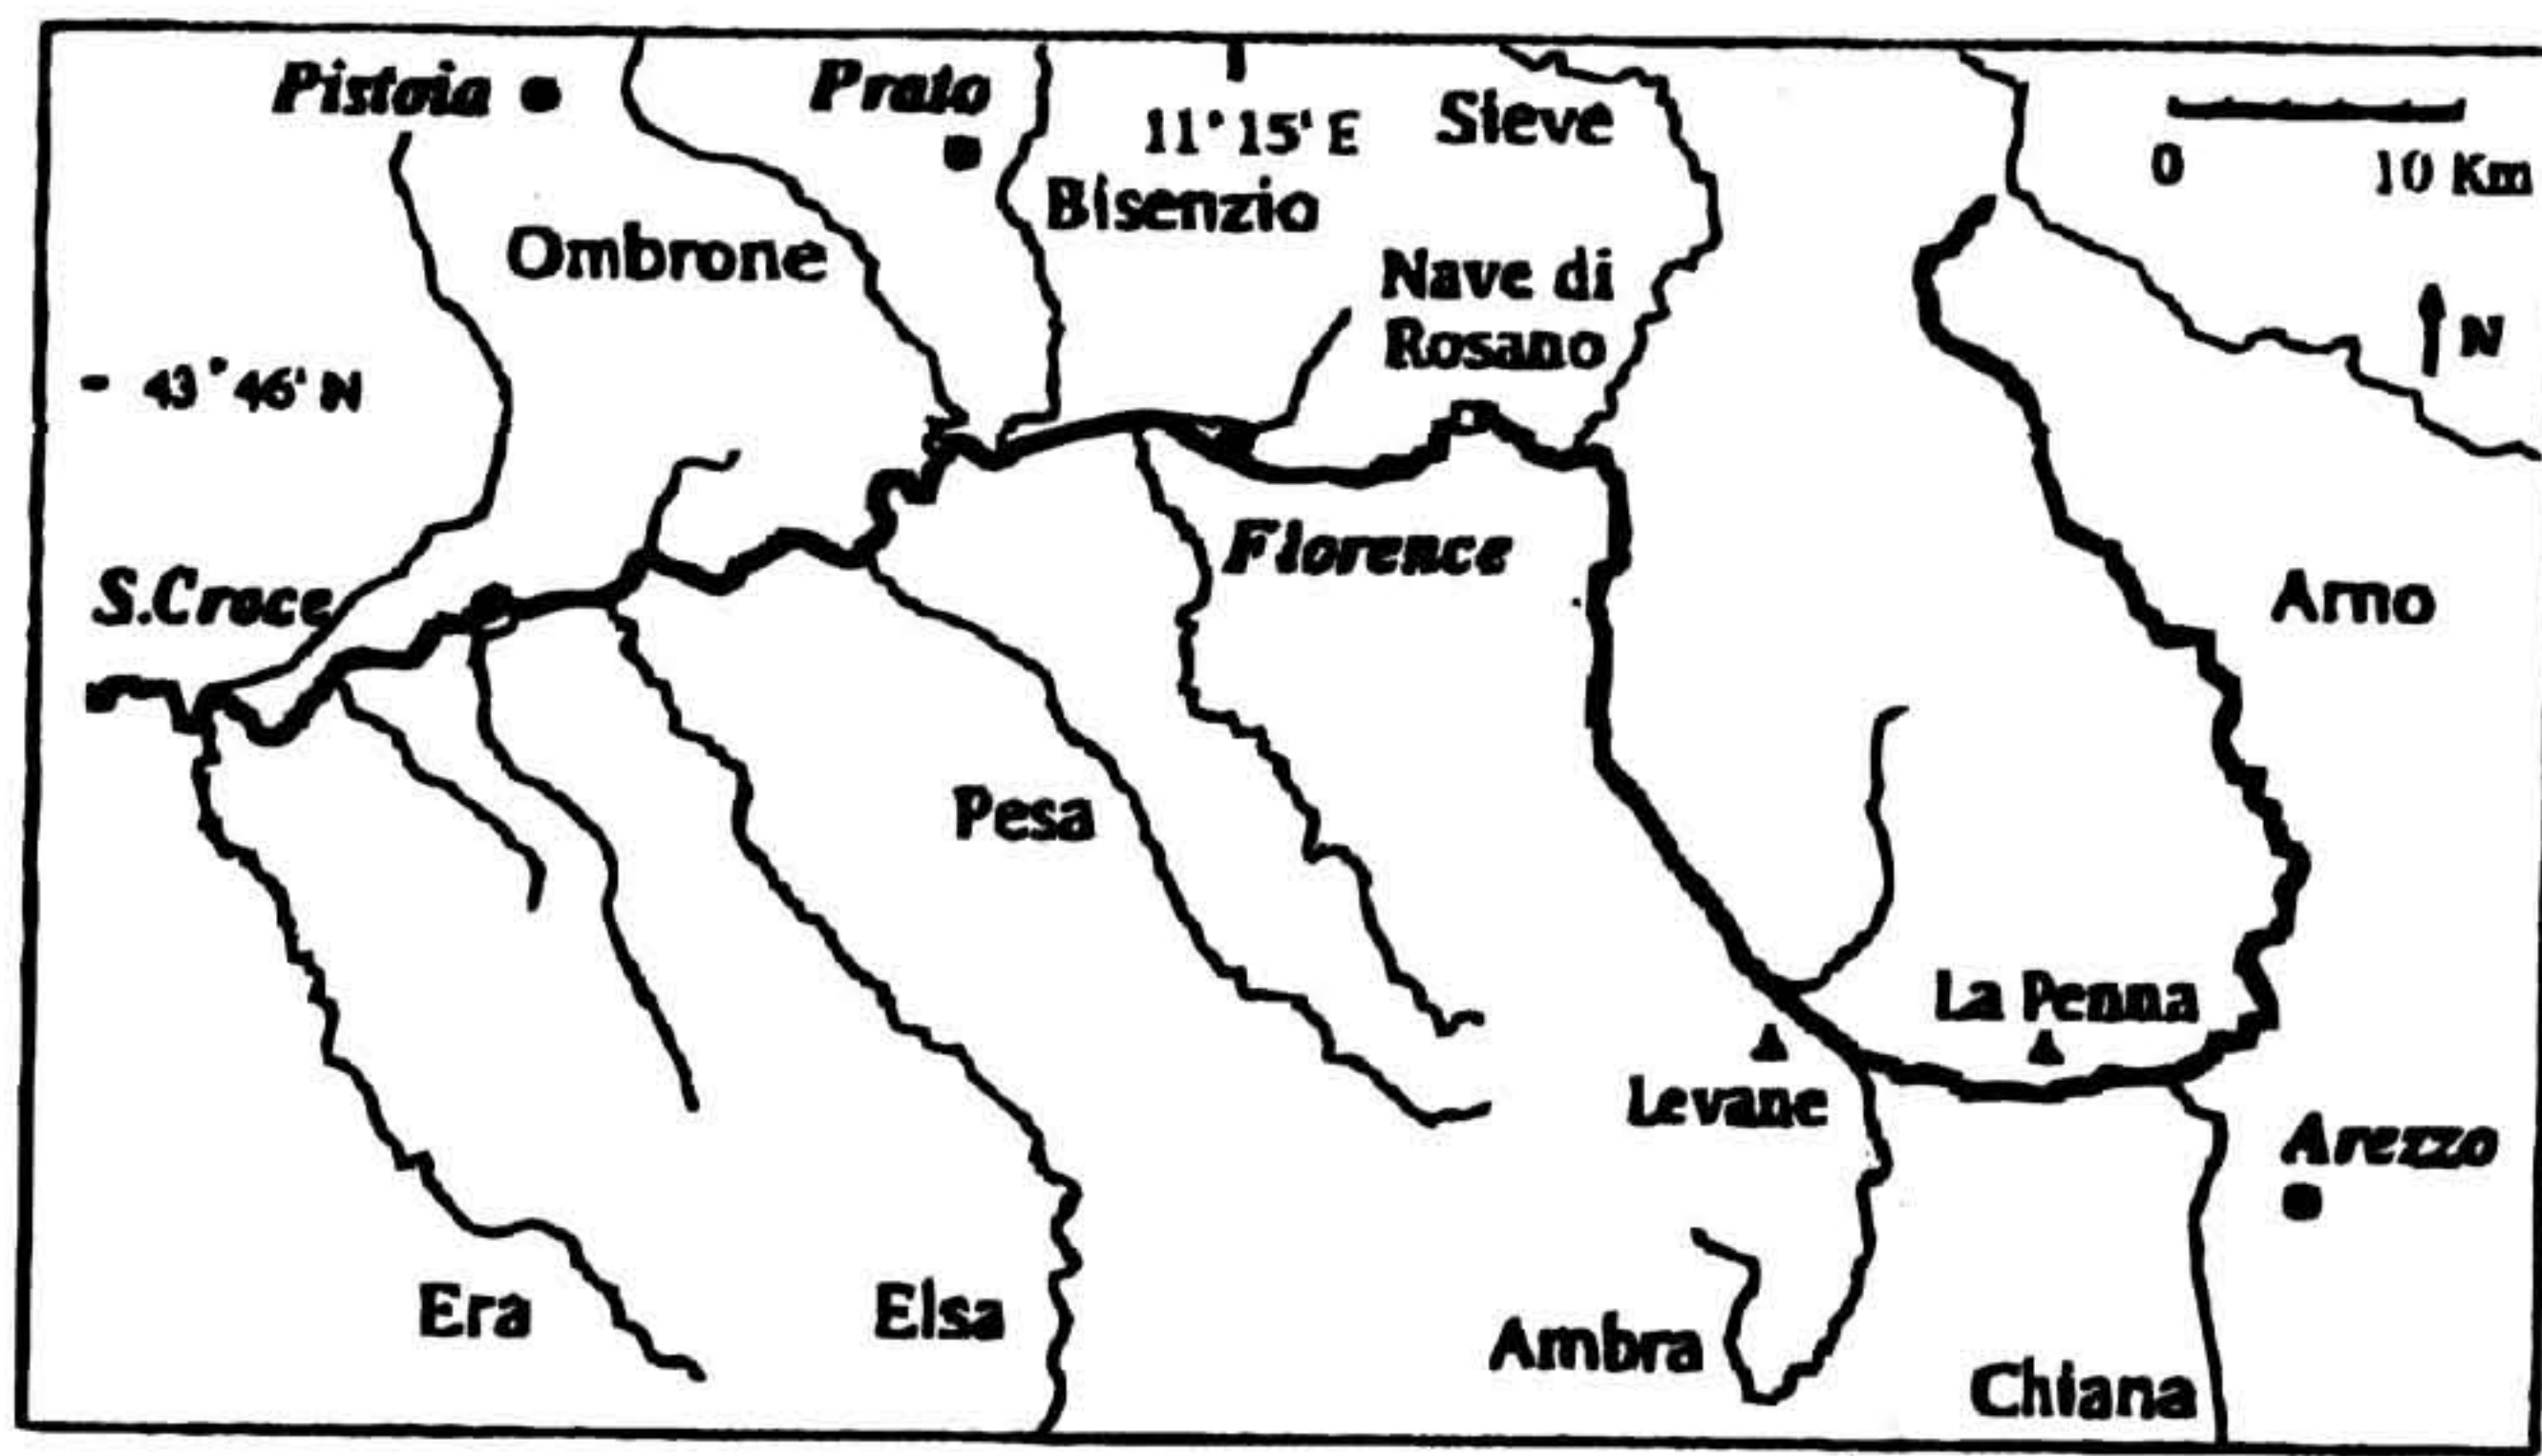 Pistoia
Prato
11° 15' E
Sieve
0
10 Km
Bisenzio
Ombrone
Nave di
Rosano
N
- 43° 46' N
Florence
S.Croce
Arno
Pesa
La Penna
Levane
Arezzo
Era
Elsa
Ambra
Chiana